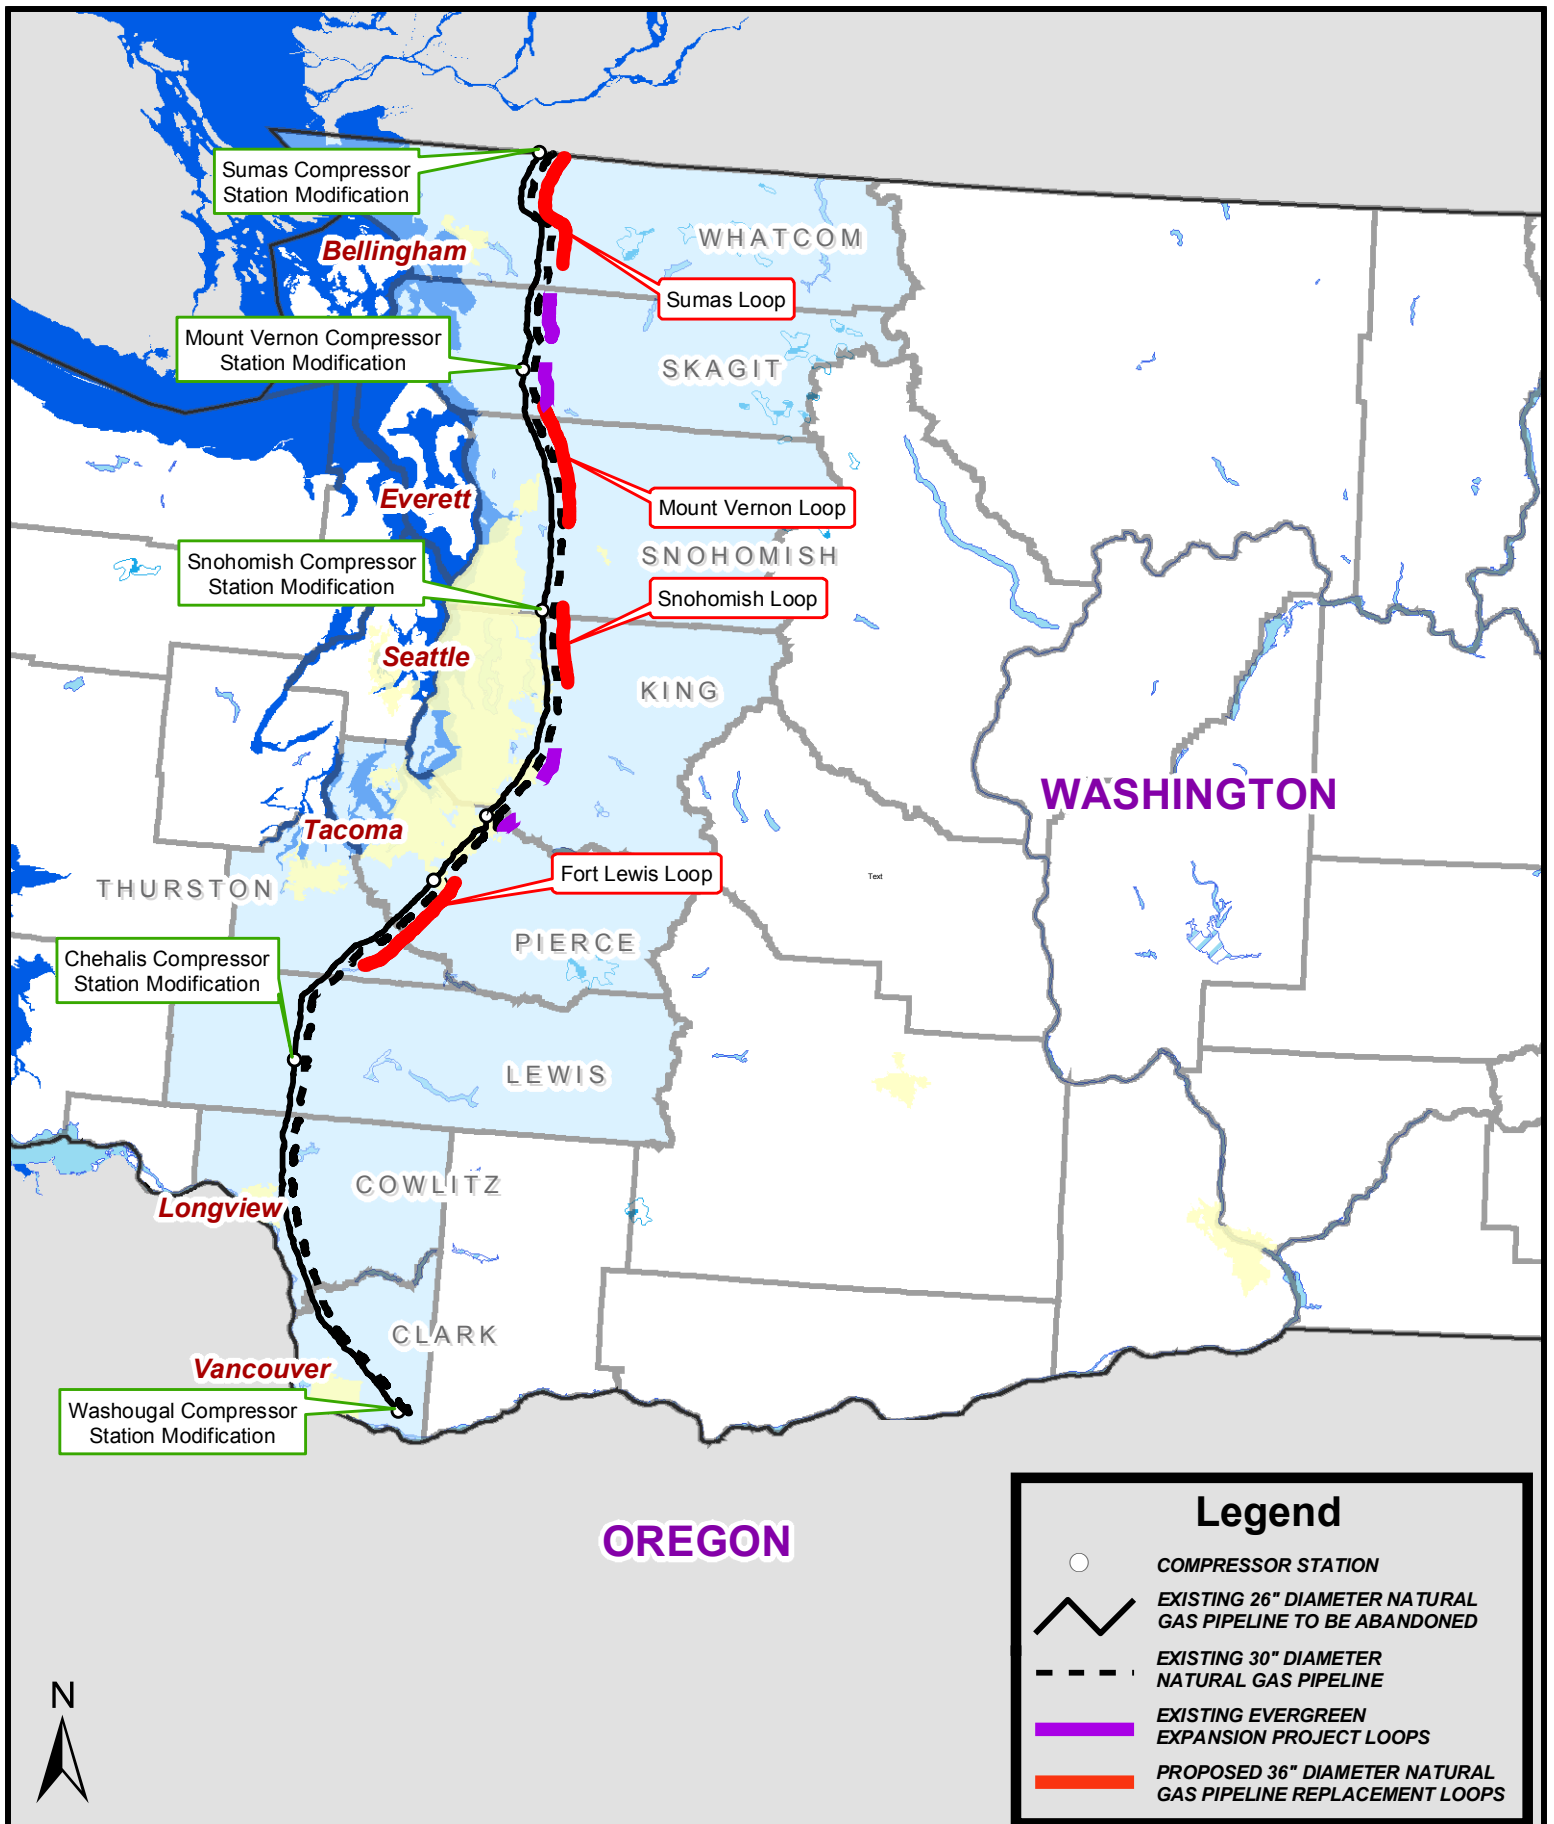 Sumas Compressor
Station Modification
WHATCOM
Bellingham
Sumas Loop
Mount Vernon Compressor
Station Modification
SKAGIT
Everett
Mount Vernon Loop
Snohomish Compressor
Station Modification
SNOHOMISH
Snohomish Loop
Seattle
KING
WASHINGTON
Tacoma
Fort Lewis Loop
Text
THURSTON
PIERCE
Chehalis Compressor
Station Modification
LEWIS
COWLITZ
Longview
CLARK
Vancouver
Washougal Compressor
Station Modification
OREGON
Legend
COMPRESSOR STATION
EXISTING 26" DIAMETER NATURAL
GAS PIPELINE TO BE ABANDONED
EXISTING 30" DIAMETER
NATURAL GAS PIPELINE
EXISTING EVERGREEN
EXPANSION PROJECT LOOPS
PROPOSED 36" DIAMETER NATURAL
GAS PIPELINE REPLACEMENT LOOPS
N